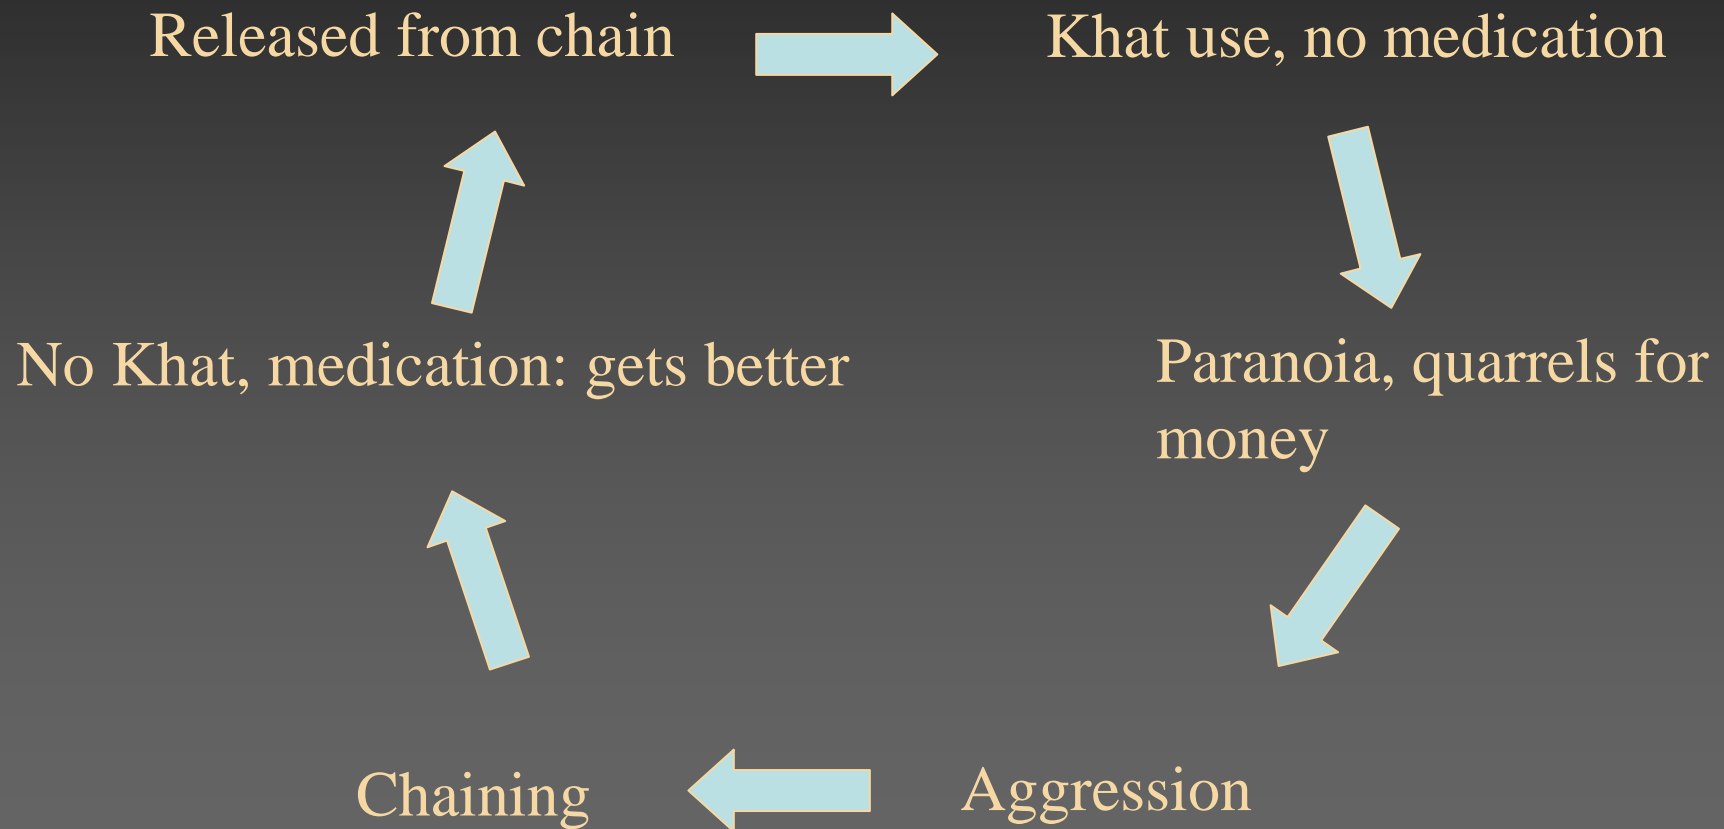 Released from chain
Khat use, no medication
No Khat, medication: gets better
Paranoia, quarrels for
money
Chaining
Aggression